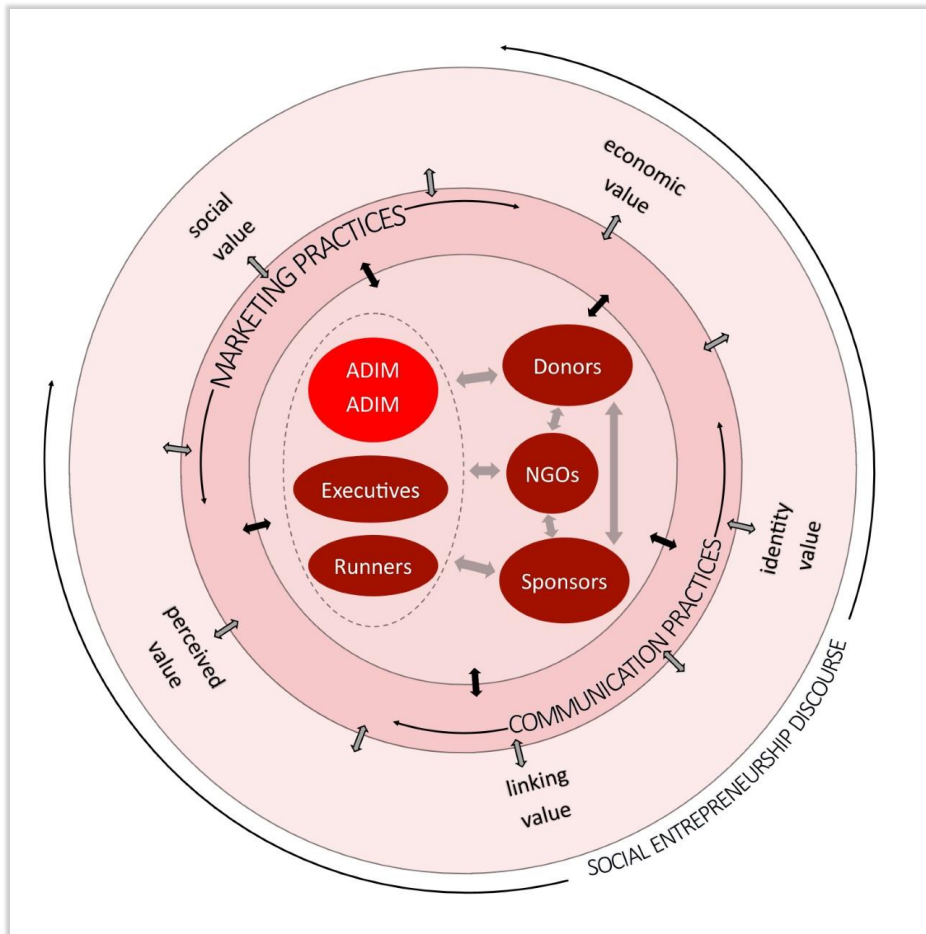 economic
value
social
value
MARKETING PRACTICES
ADIM
ADIM
Donors
Executives
NGOs
Runners
Sponsors
identity
value
perceived
value
COMMUNICATION PRACTICES
linking
value
SOCIAL ENTREPRENEURSHIP DISCOURSE